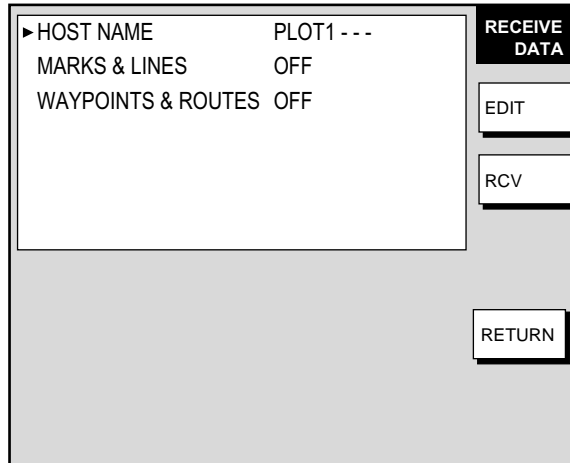 ►HOST NAME PLOT1 - - -
MARKS & LINES OFF
WAYPOINTS & ROUTES OFF
RECEIVE
DATA
EDIT
RCV
RETURN